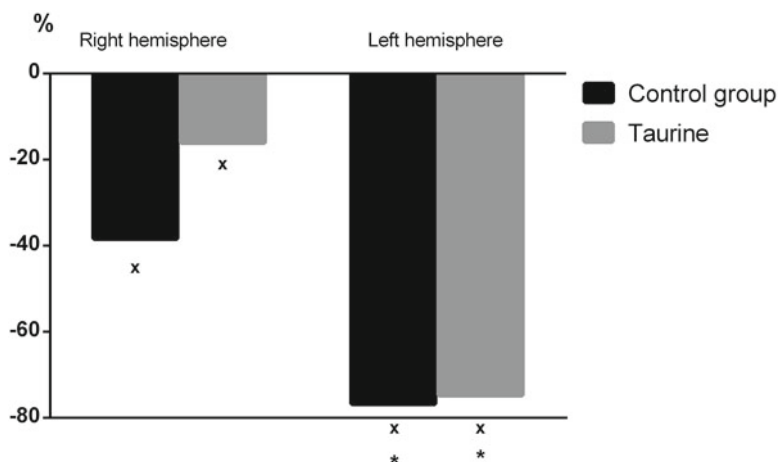 %
Right hemisphere Left hemisphere
0
-20
-40
-60
-80
Control group
Taurine
x
x
x x
* *